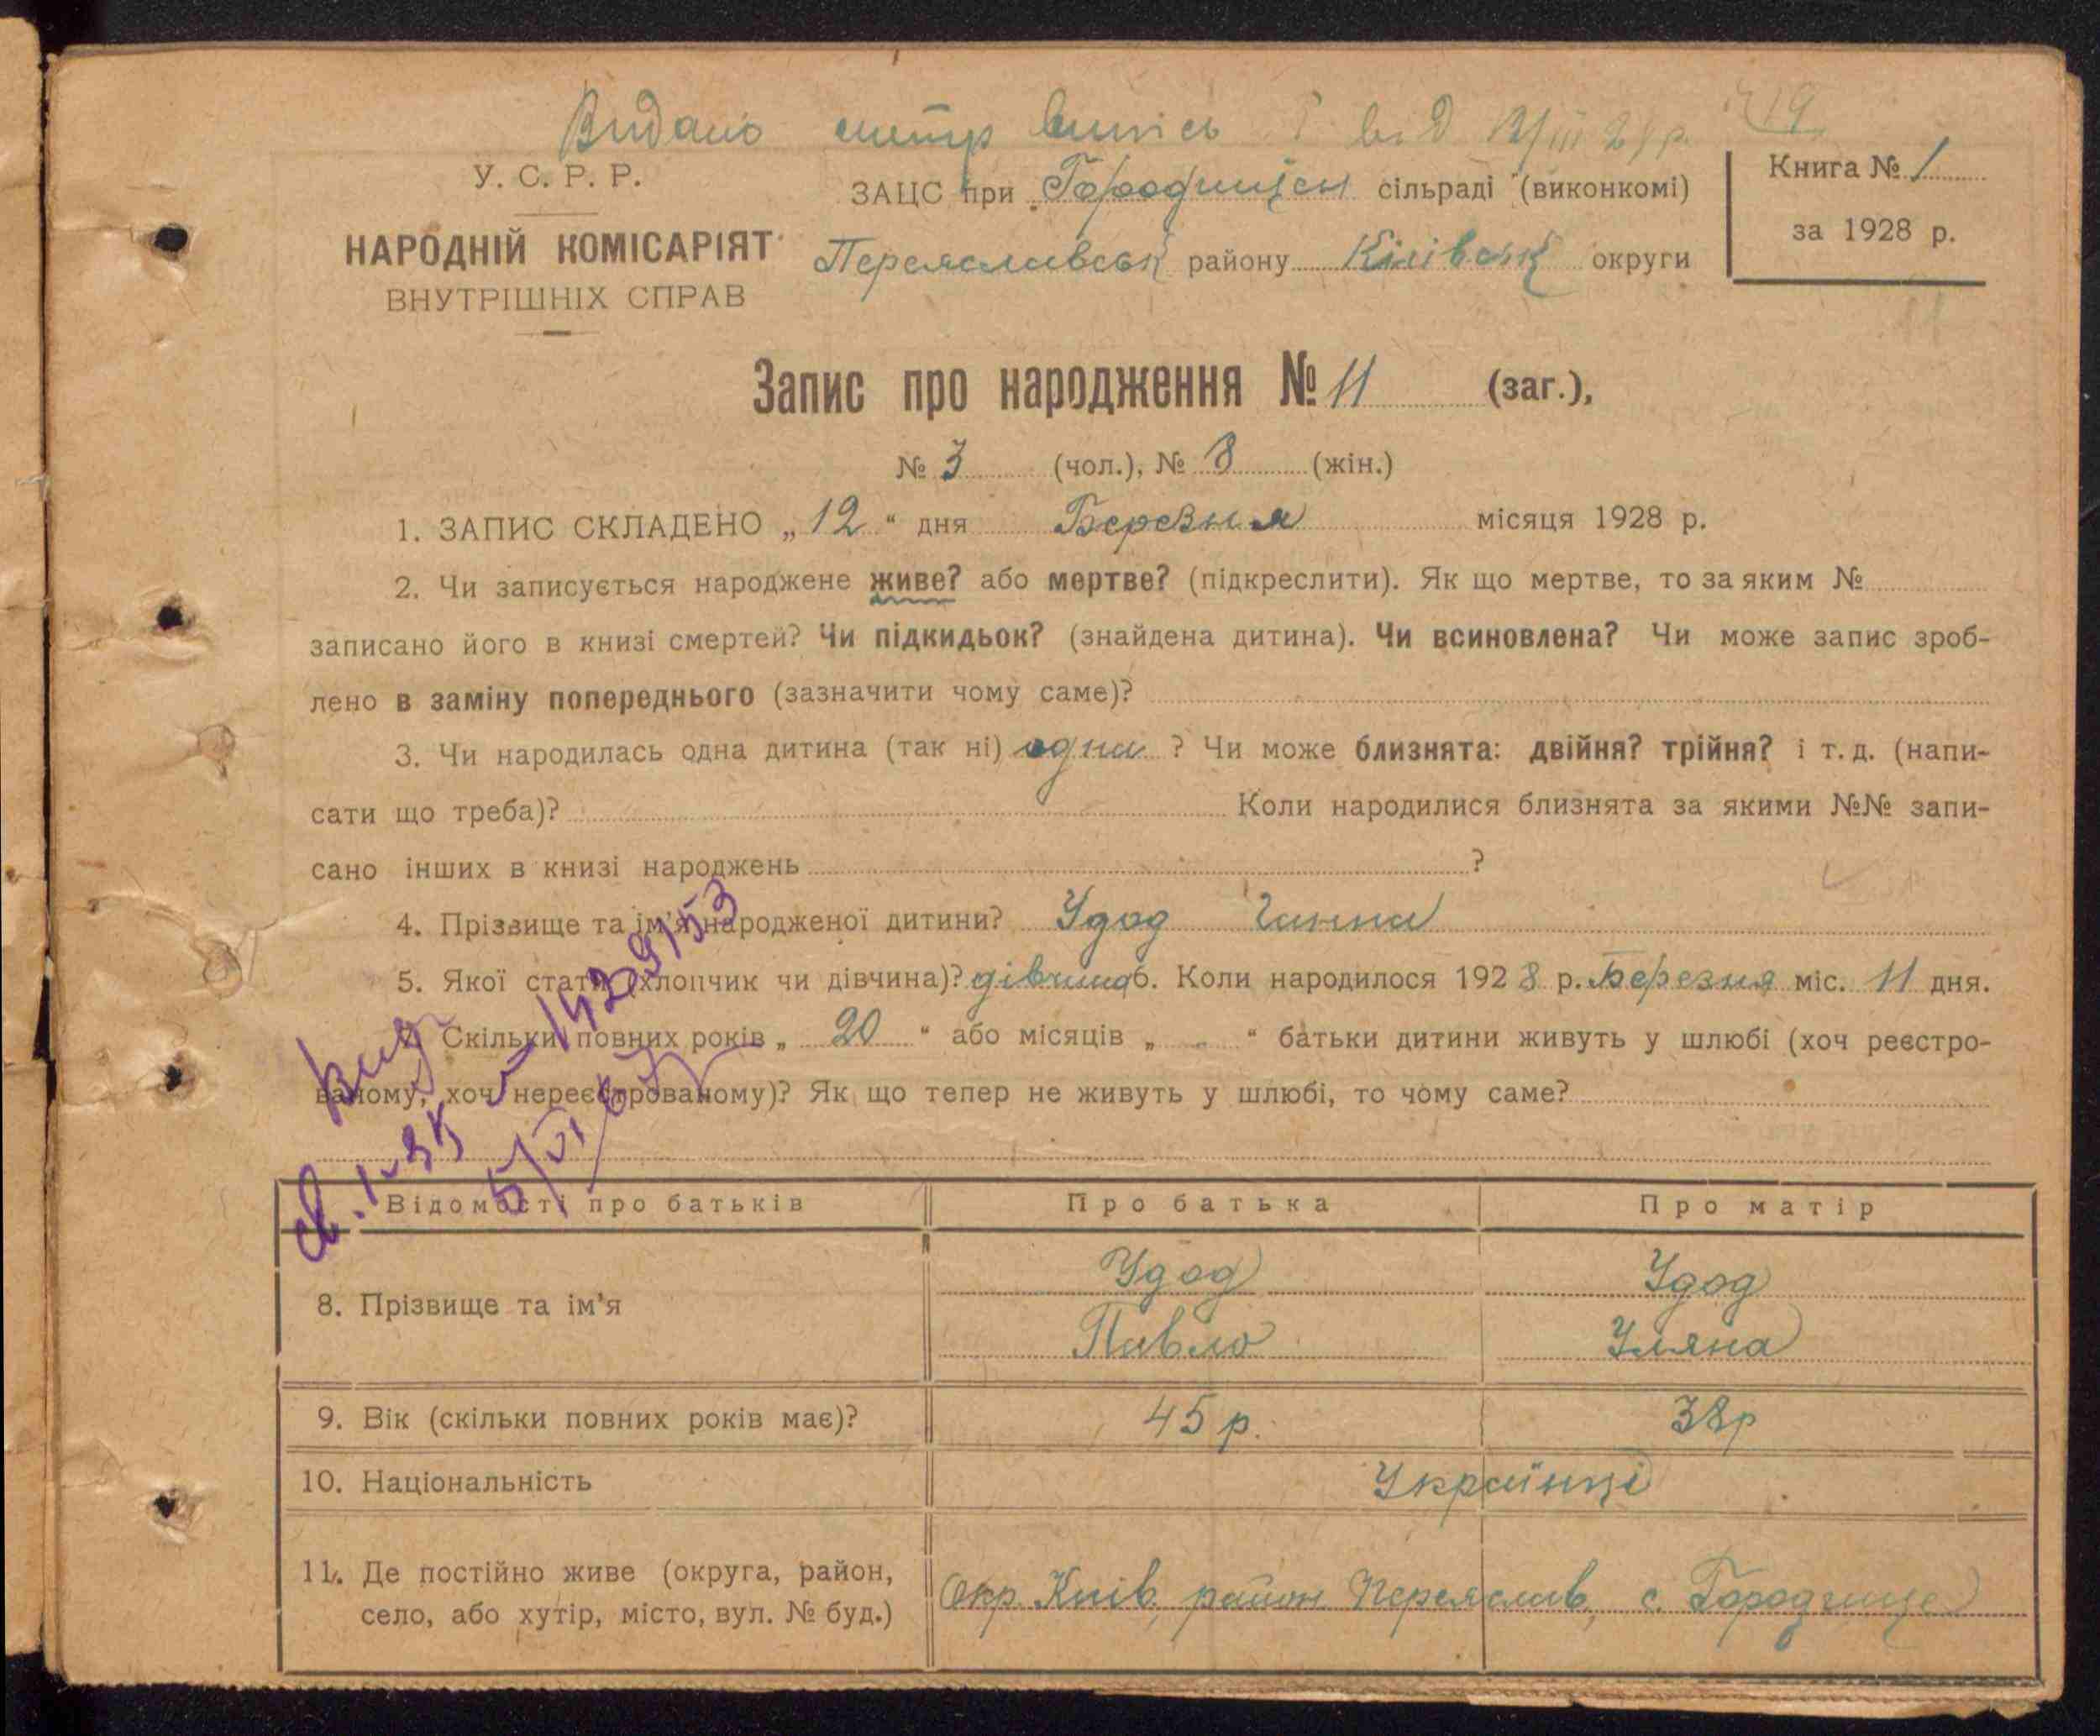 Видано метр випись від 12/III 28 р.
19
У. С. Р. Р.
НАРОДНІЙ КОМІСАРІЯТ
ВНУТРІШНІХ СПРАВ
ЗАЦС при Городищен сільраді (виконкомі)
Переяславськ району Київськ округи
Книга № 1
за 1928 р.
11
Запис про народження № 11 (заг.),
№ 3 (чол.), № 8 (жін.)
1. ЗАПИС СКЛАДЕНО „12“ дня Березня місяця 1928 р.
2. Чи записується народжене живе? або мертве? (підкреслити). Як що мертве, то за яким №
записано його в книзі смертей? Чи підкидьок? (знайдена дитина). Чи всиновлена? Чи може запис зроб-
лено в заміну попереднього (зазначити чому саме)?
3. Чи народилась одна дитина (так ні) одна ? Чи може близнята: двійня? трійня? і т. д. (напи-
сати що треба)? Коли народилися близнята за якими №№ запи-
сано інших в книзі народжень ?
4. Прізвище та ім’я народженої дитини? Удод Ганна
5. Якої статі (хлопчик чи дівчина)? дівчина 6. Коли народилося 1928 р. Березня міс. 11 дня.
7. Скільки повних років „20“ або місяців „ - “ батьки дитини живуть у шлюбі (хоч реєстро-
ваному, хоч нереєстрованому)? Як що тепер не живуть у шлюбі, то чому саме?
Відомості про батьків Про батька Про матір
8. Прізвище та ім’я
Удод Удод
Павло Уляна
9. Вік (скільки повних років має)? 45 р. 38 р
10. Національність Українці
11. Де постійно живе (округа, район,
село, або хутір, місто, вул. № буд.)
Окр. Київ, район Переяслав, с. Городище